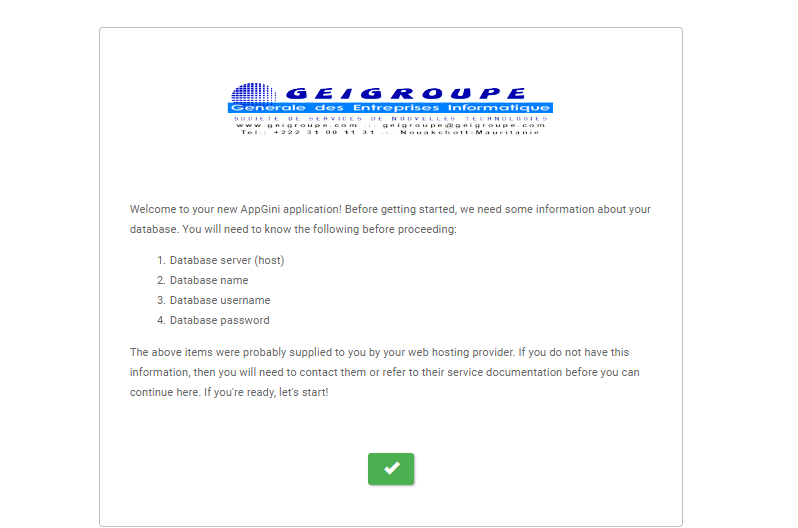 GEIGROUPE
Generale des Entreprises Informatique
SOCIETE DE SERVICES DE NOUVELLES TECHNOLOGIES
www.geigroupe.com .:. geigroupe@geigroupe.com
Tel.: +222 31 00 11 31 .:. Nouakchott-Mauritanie
Welcome to your new AppGini application! Before getting started, we need some information about your
database. You will need to know the following before proceeding:
1. Database server (host)
2. Database name
3. Database username
4. Database password
The above items were probably supplied to you by your web hosting provider. If you do not have this
information, then you will need to contact them or refer to their service documentation before you can
continue here. If you're ready, let's start!